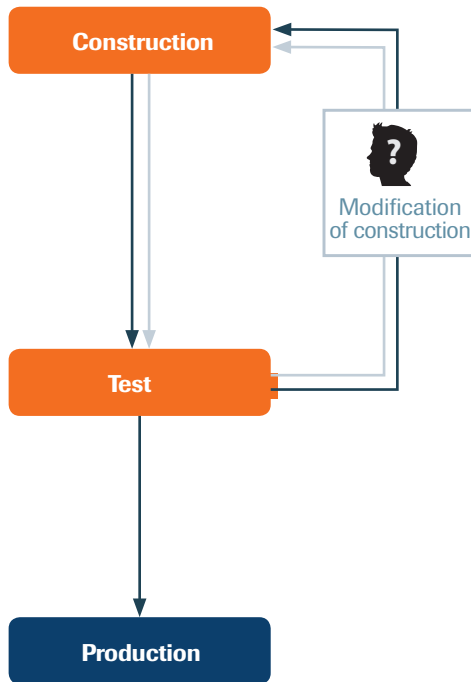 Construction
?
Modification
of construction
Test
Production